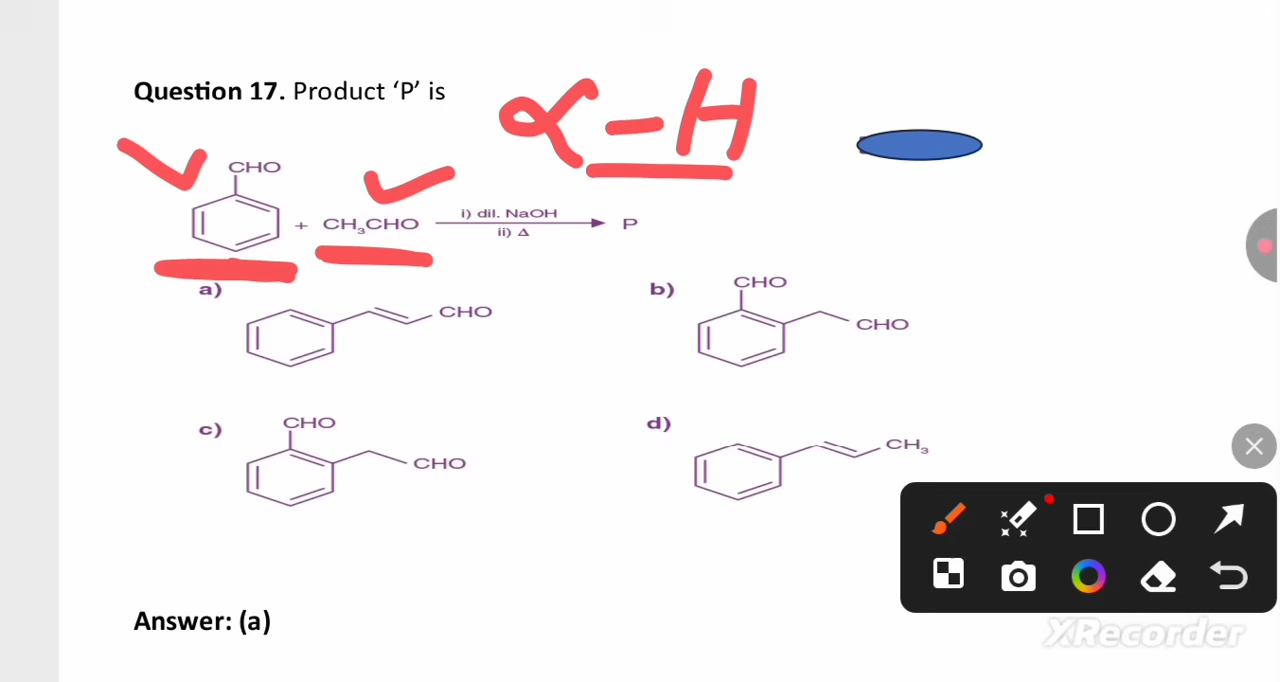 Question 17. Product ‘P’ is
α – H
CHO
+ CH₃CHO
i) dil. NaOH
ii) Δ
P
a)
CHO
b)
CHO
CHO
c)
CHO
CHO
d)
CH₃
Answer: (a)
XRecorder